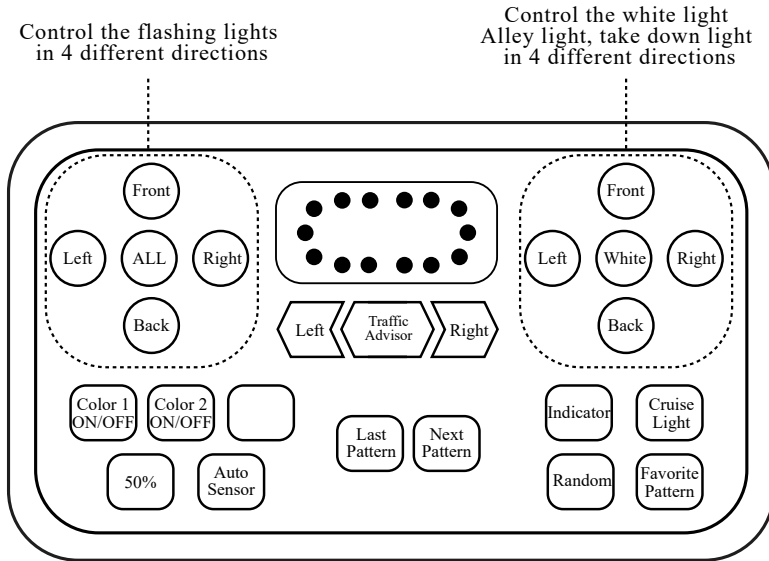 Control the flashing lights
in 4 different directions
Control the white light
Alley light, take down light
in 4 different directions
Front
Left
ALL
Right
Back
Left
Traffic
Advisor
Right
Front
Left
White
Right
Back
Color 1
ON/OFF
Color 2
ON/OFF
50%
Auto
Sensor
Last
Pattern
Next
Pattern
Indicator
Cruise
Light
Random
Favorite
Pattern